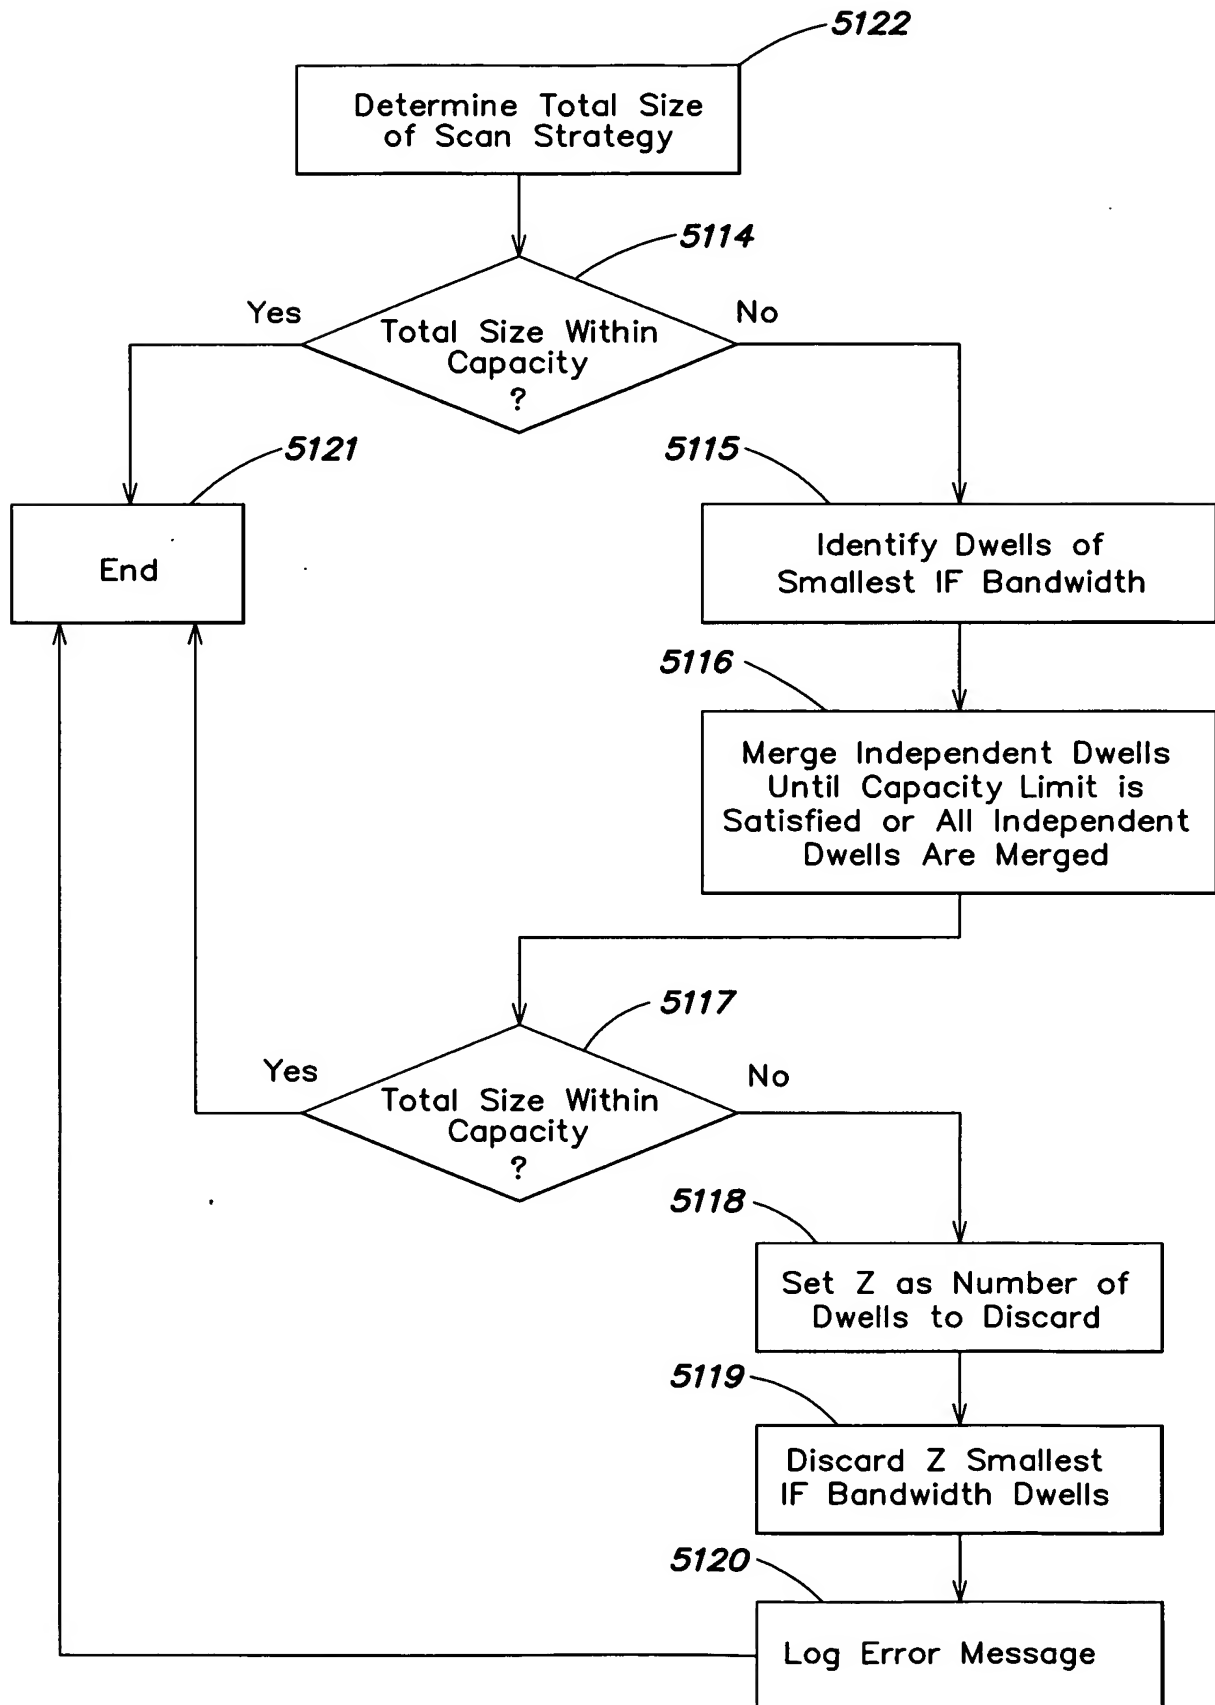 5122
Determine Total Size
of Scan Strategy
5114
Yes
No
Total Size Within
Capacity
?
5121
5115
End
Identify Dwells of
Smallest IF Bandwidth
5116
Merge Independent Dwells
Until Capacity Limit is
Satisfied or All Independent
Dwells Are Merged
5117
Yes
No
Total Size Within
Capacity
?
5118
Set Z as Number of
Dwells to Discard
5119
Discard Z Smallest
IF Bandwidth Dwells
5120
Log Error Message